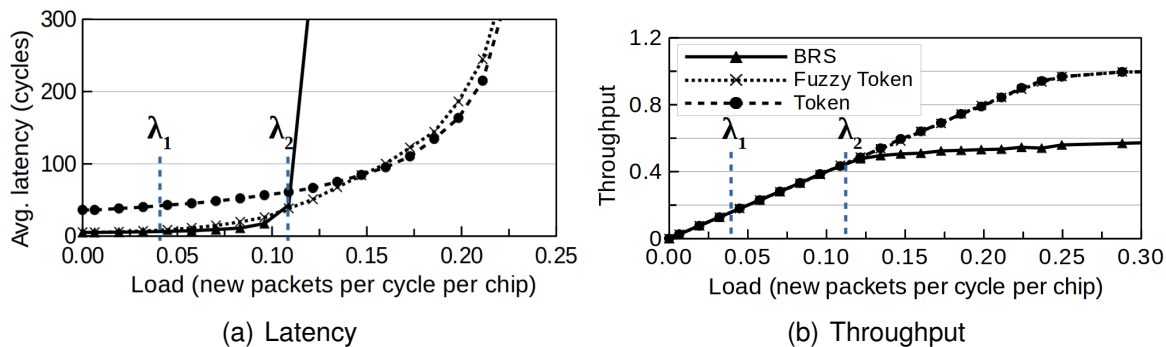 300
200
100
0
Avg. latency (cycles)
λ1
λ2
0.00 0.05 0.10 0.15 0.20 0.25
Load (new packets per cycle per chip)
(a) Latency
1.2
0.8
0.4
0
Throughput
BRS
Fuzzy Token
Token
λ1
λ2
0.00 0.05 0.10 0.15 0.20 0.25 0.30
Load (new packets per cycle per chip)
(b) Throughput